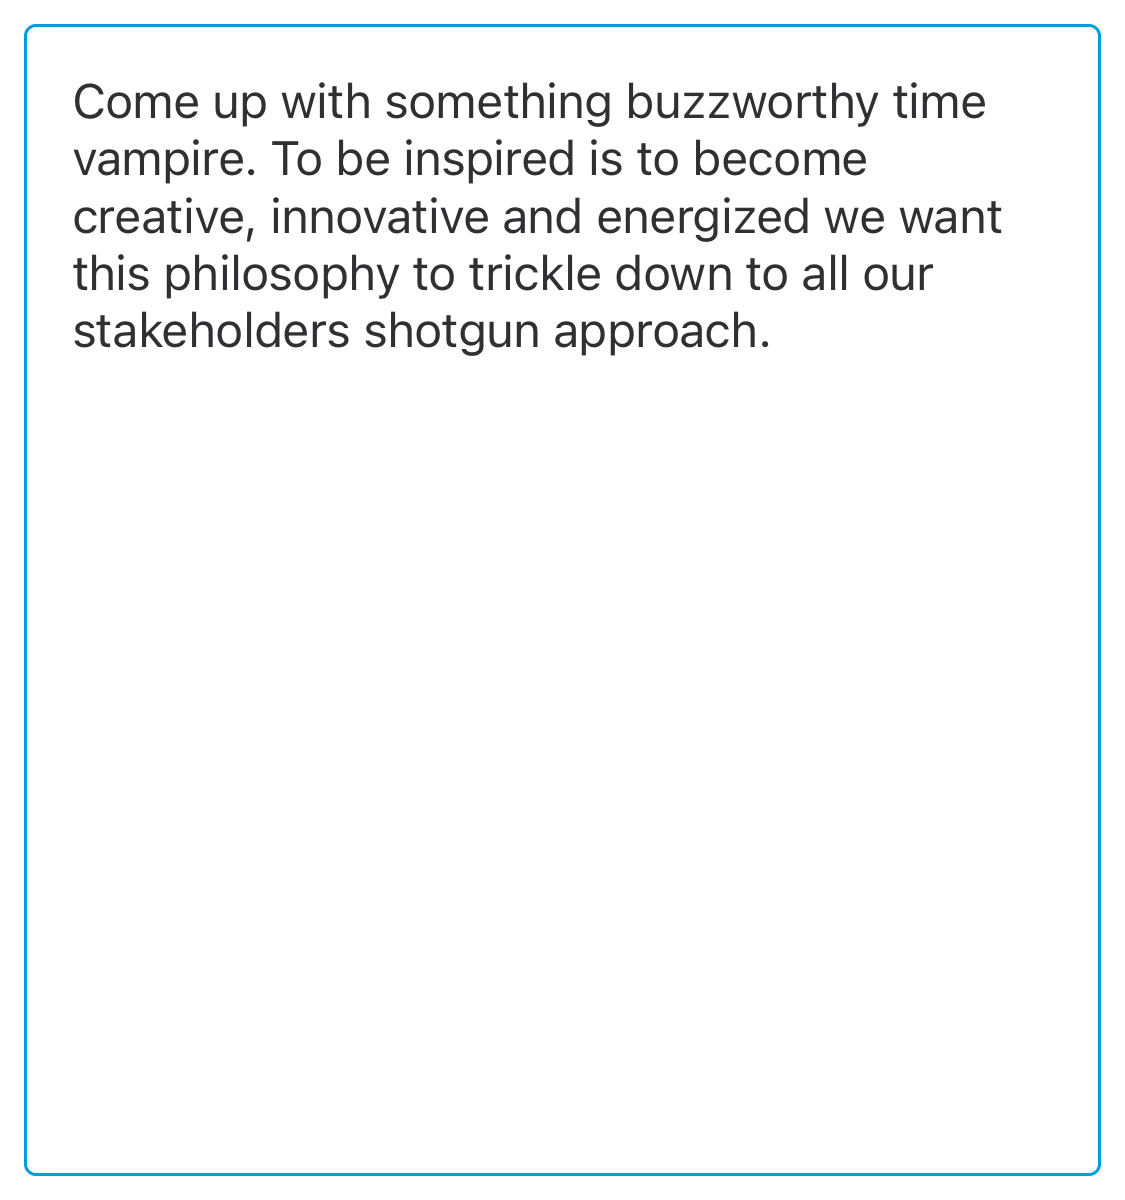 Come up with something buzzworthy time
vampire. To be inspired is to become
creative, innovative and energized we want
this philosophy to trickle down to all our
stakeholders shotgun approach.